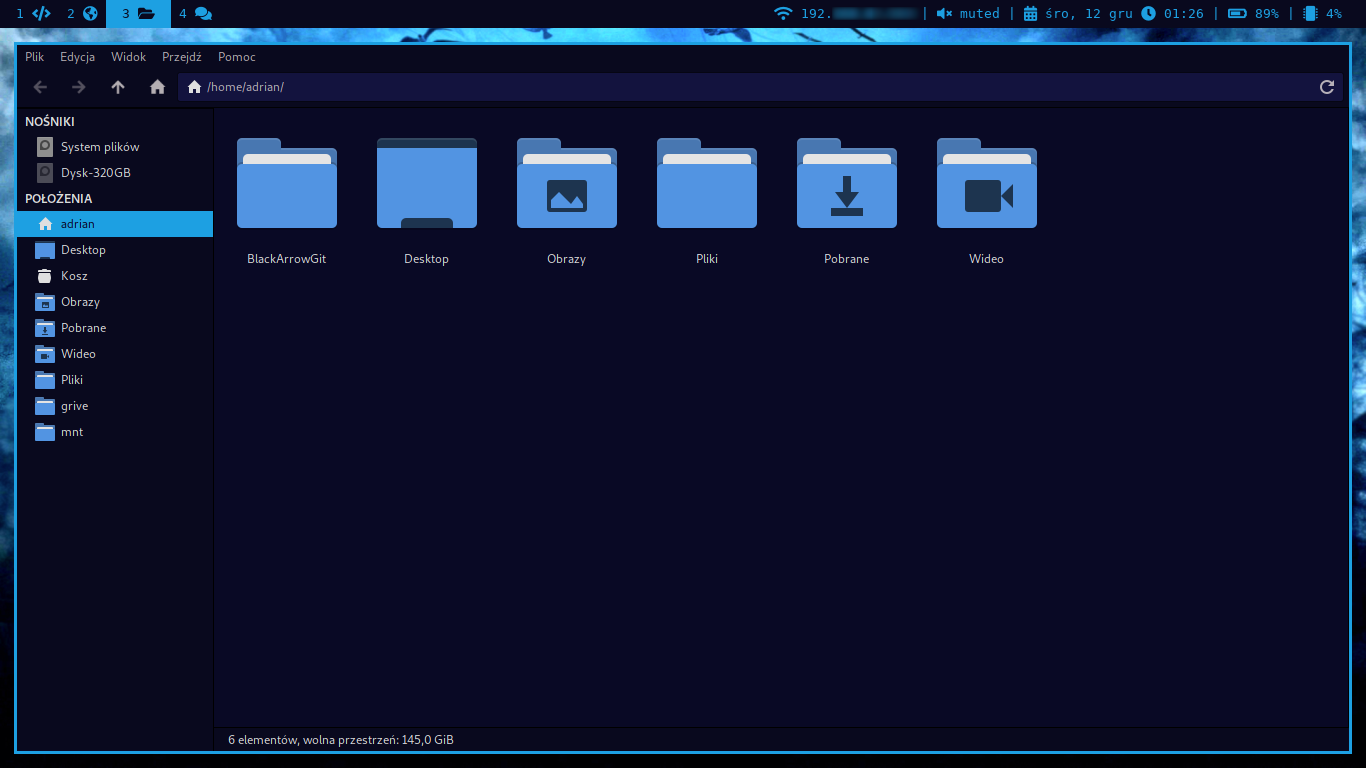 1 2 3 4 192. | muted | śro, 12 gru 01:26 | 89% | 4%
Plik Edycja Widok Przejdź Pomoc
/home/adrian/
NOŚNIKI
System plików
Dysk-320GB
POŁOŻENIA
adrian
Desktop
Kosz
Obrazy
Pobrane
Wideo
Pliki
grive
mnt
BlackArrowGit Desktop Obrazy Pliki Pobrane Wideo
6 elementów, wolna przestrzeń: 145,0 GiB